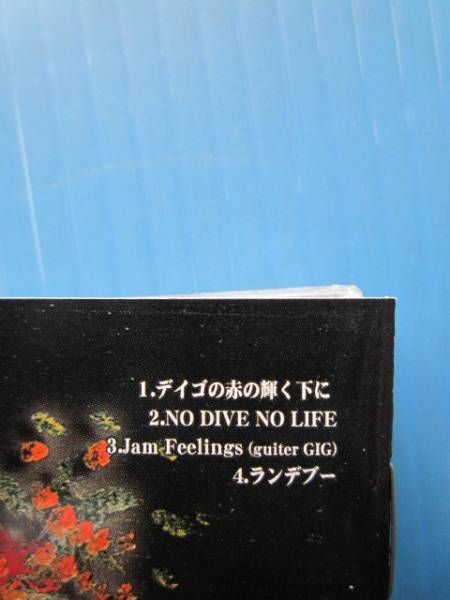 1.デイゴの赤の輝く下に
2.NO DIVE NO LIFE
3.Jam Feelings (guiter GIG)
4.ランデブー